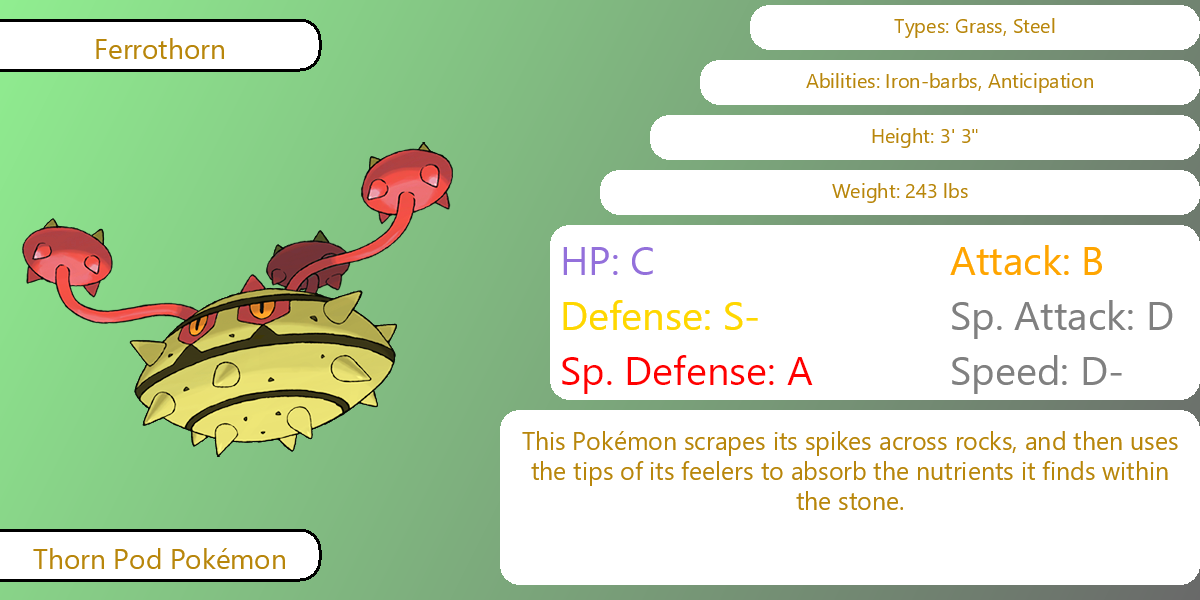 Ferrothorn
Types: Grass, Steel
Abilities: Iron-barbs, Anticipation
Height: 3' 3"
Weight: 243 lbs
HP: C
Attack: B
Defense: S-
Sp. Attack: D
Sp. Defense: A
Speed: D-
This Pokémon scrapes its spikes across rocks, and then uses
the tips of its feelers to absorb the nutrients it finds within
the stone.
Thorn Pod Pokémon